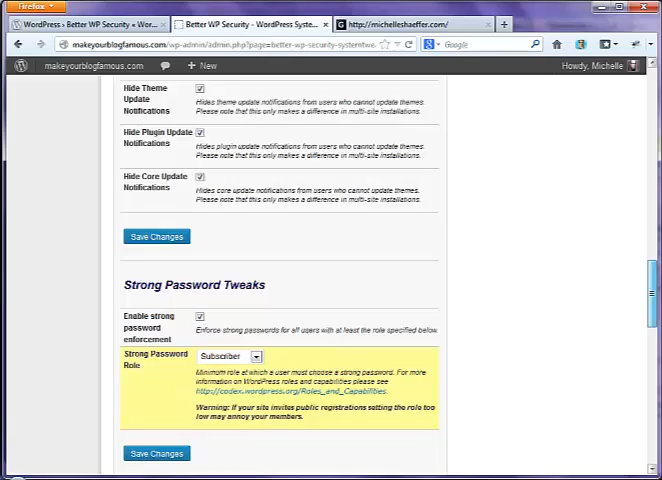 Firefox
WordPress › Better WP Security « Wor...
Better WP Security - WordPress Syste...
http://michelleshaeffer.com/
makeyourblogfamous.com/wp-admin/admin.php?page=better-wp-security-systemtwe
Google
makeyourblogfamous.com
+ New
Howdy, Michelle
Hide Theme
Update
Notifications
Hides theme update notifications from users who cannot update themes.
Please note that this only makes a difference in multi-site installations.
Hide Plugin Update
Notifications
Hides plugin update notifications from users who cannot update themes.
Please note that this only makes a difference in multi-site installations.
Hide Core Update
Notifications
Hides core update notifications from users who cannot update themes.
Please note that this only makes a difference in multi-site installations.
Save Changes
Strong Password Tweaks
Enable strong
password
enforcement
Enforce strong passwords for all users with at least the role specified below.
Strong Password
Role
Subscriber
Minimum role at which a user must choose a strong password. For more
information on WordPress roles and capabilities please see
http://codex.wordpress.org/Roles_and_Capabilities.
Warning: If your site invites public registrations setting the role too
low may annoy your members.
Save Changes